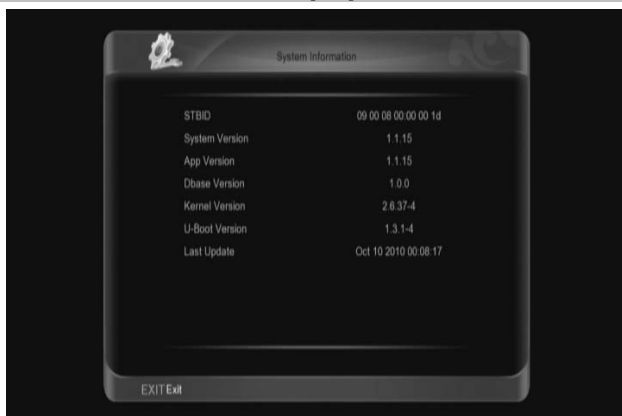 System Information
STBID 09 00 08 00 00 00 1d
System Version 1.1.15
App Version 1.1.15
Dbase Version 1.0.0
Kernel Version 2.6.37-4
U-Boot Version 1.3.1-4
Last Update Oct 10 2010 00:08:17
EXIT Exit